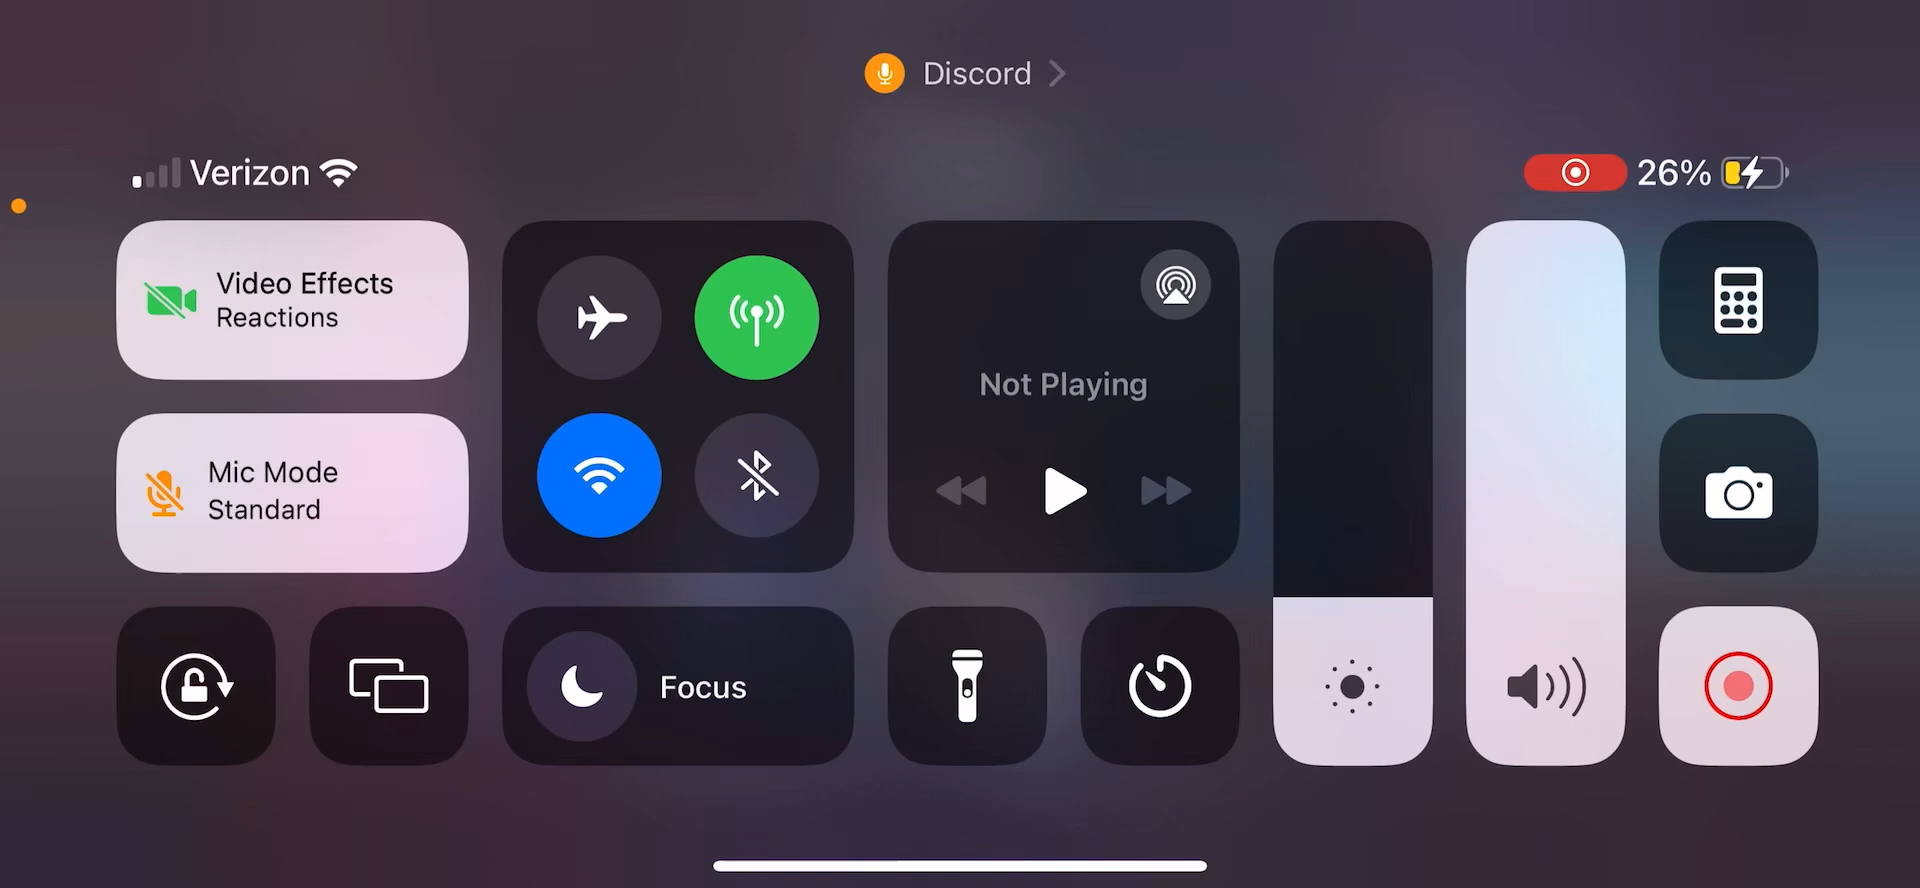 Discord
Verizon
26%
Video Effects
Reactions
Not Playing
Mic Mode
Standard
Focus